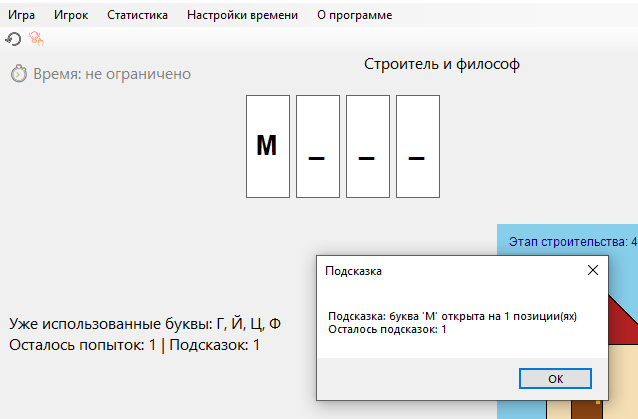 Игра Игрок Статистика Настройки времени О программе
Время: не ограничено
Строитель и философ
М _ _ _
Этап строительства: 4
Подсказка
Подсказка: буква 'М' открыта на 1 позиции(ях)
Осталось подсказок: 1
OK
Уже использованные буквы: Г, Й, Ц, Ф
Осталось попыток: 1 | Подсказок: 1